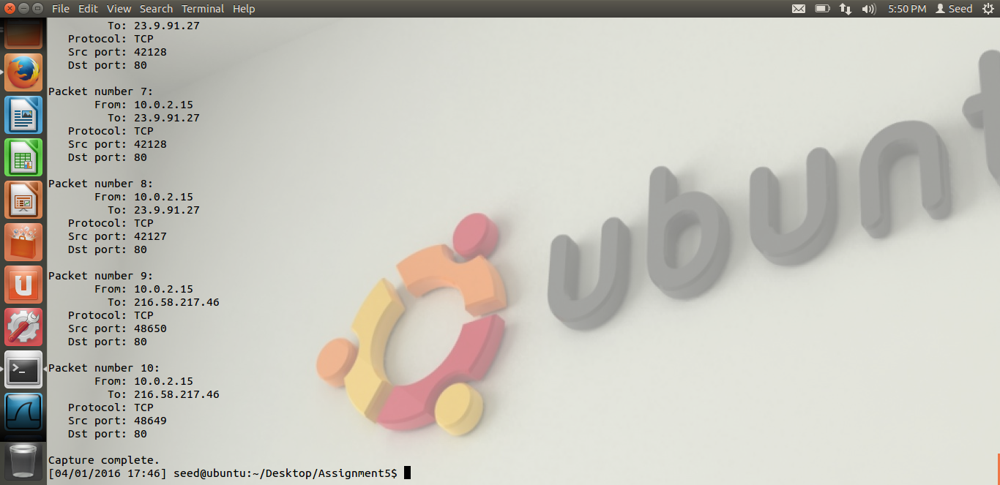 File Edit View Search Terminal Help
5:50 PM Seed
To: 23.9.91.27
Protocol: TCP
Src port: 42128
Dst port: 80
Packet number 7:
From: 10.0.2.15
To: 23.9.91.27
Protocol: TCP
Src port: 42128
Dst port: 80
Packet number 8:
From: 10.0.2.15
To: 23.9.91.27
Protocol: TCP
Src port: 42127
Dst port: 80
Packet number 9:
From: 10.0.2.15
To: 216.58.217.46
Protocol: TCP
Src port: 48650
Dst port: 80
Packet number 10:
From: 10.0.2.15
To: 216.58.217.46
Protocol: TCP
Src port: 48649
Dst port: 80
Capture complete.
[04/01/2016 17:46] seed@ubuntu:~/Desktop/Assignment5$
ubunt